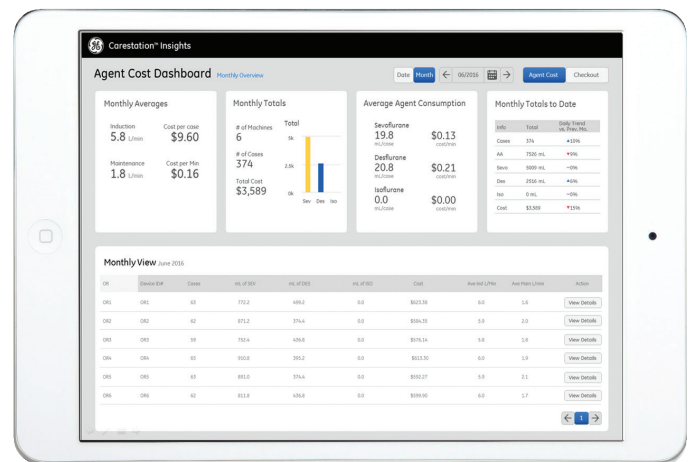 Carestation™ Insights
Agent Cost Dashboard Monthly Overview
Date Month ← 06/2016 → Agent Cost Checkout
Monthly Averages
Induction
5.8 L/min
Cost per case
$9.60
Maintenance
1.8 L/min
Cost per Min
$0.16
Monthly Totals
# of Machines
6
# of Cases
374
Total Cost
$3,589
Total
5k
2.5k
0k
Sev Des Iso
Average Agent Consumption
Sevoflurane
19.8 $0.13
mL/case cost/min
Desflurane
20.8 $0.21
mL/case cost/min
Isoflurane
0.0 $0.00
mL/case cost/min
Monthly Totals to Date
Info Total Daily Trend
vs. Prev. Mo.
Cases 374 ▲10%
AA 7526 mL ▼9%
Sevo 5009 mL –0%
Des 2516 mL ▲6%
Iso 0 mL –0%
Cost $3,589 ▼15%
Monthly View June 2016
OR Device ID# Cases mL of SEV mL of DES mL of ISO Cost Ave Ind L/Min Ave Main L/min Action
OR1 OR1 63 772.2 499.2 0.0 $623.39 6.0 1.6 View Details
OR2 OR2 62 871.2 374.4 0.0 $584.35 5.9 2.0 View Details
OR3 OR3 59 752.4 436.8 0.0 $576.14 5.8 1.8 View Details
OR4 OR4 65 910.8 395.2 0.0 $613.30 6.0 1.9 View Details
OR5 OR5 63 891.0 374.4 0.0 $592.27 5.9 2.1 View Details
OR6 OR6 62 811.8 436.8 0.0 $599.90 6.0 1.7 View Details
← 1 →